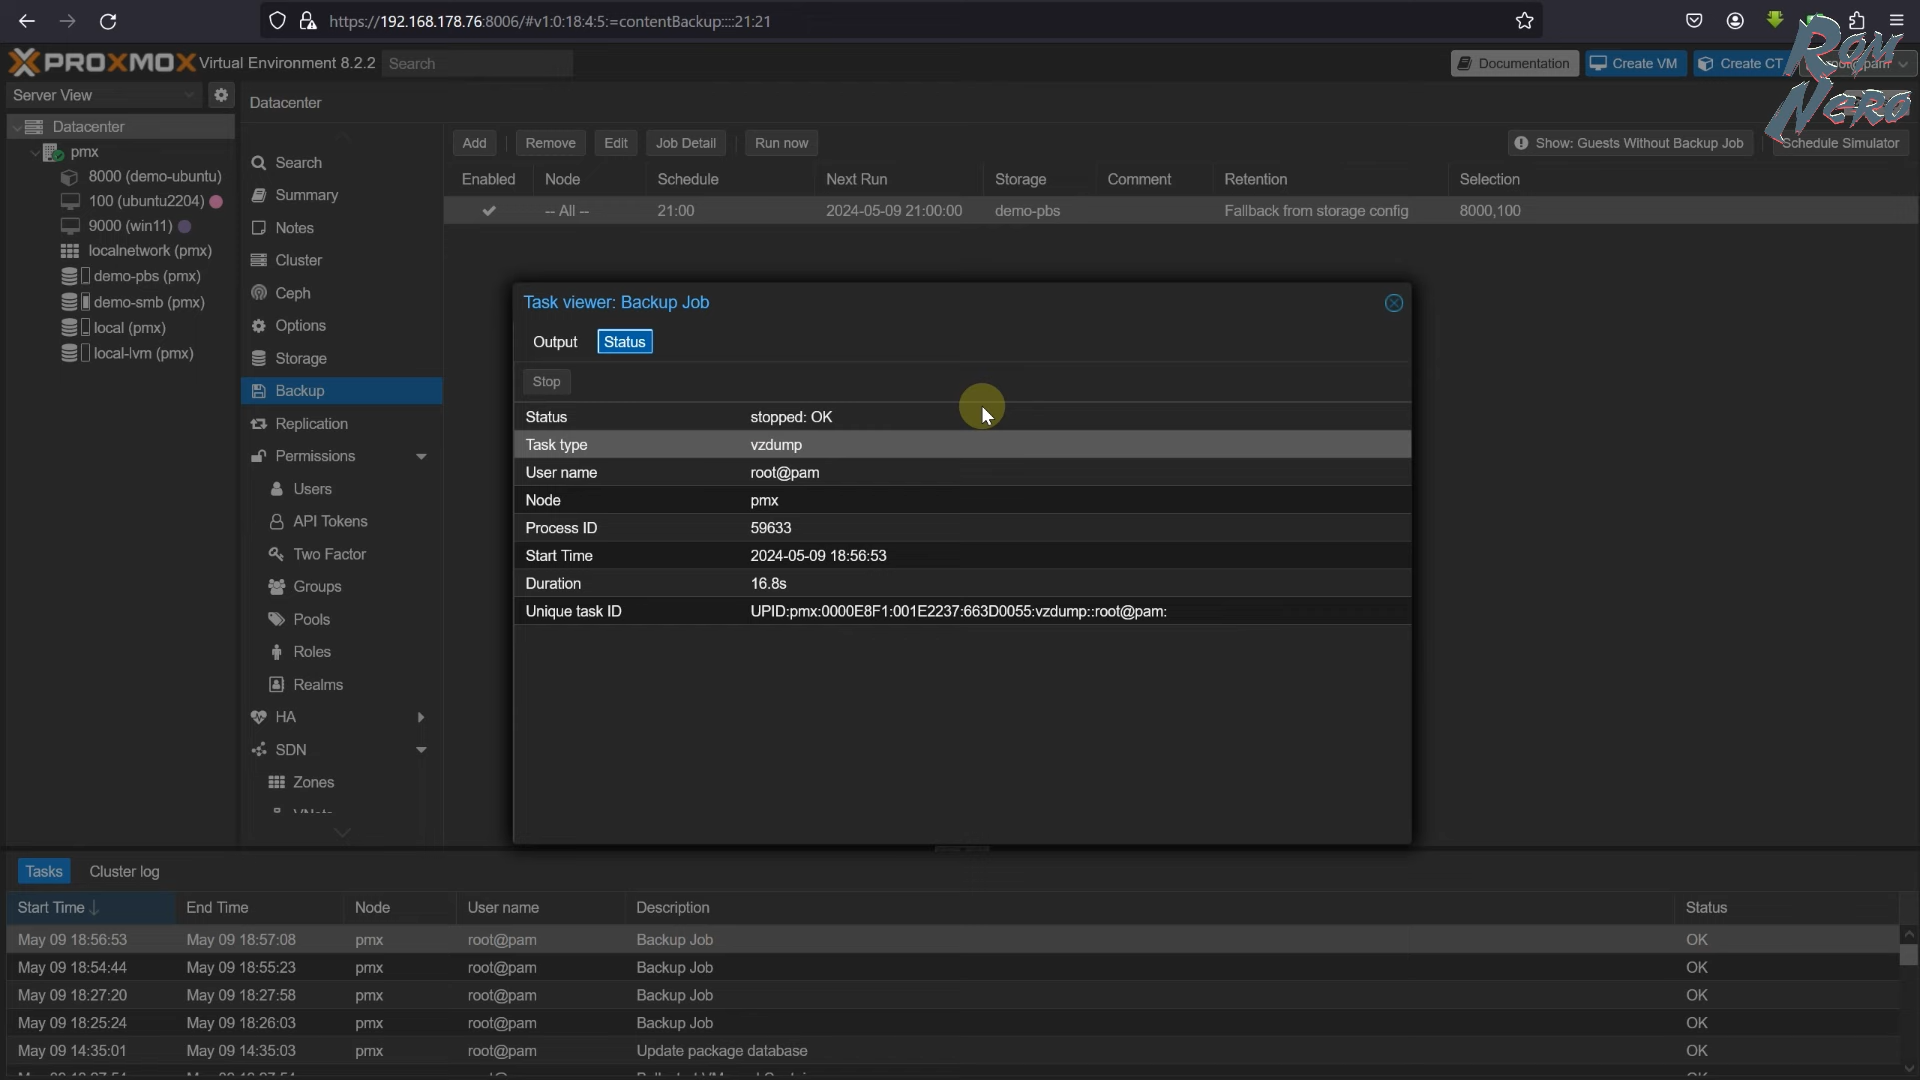 https://192.168.178.76:8006/#v1:0:18:4:5:=contentBackup::::21:21
PROXMOX Virtual Environment 8.2.2 Search
Documentation Create VM Create CT
Rom
Nero
Server View
Datacenter
pmx
8000 (demo-ubuntu)
100 (ubuntu2204)
9000 (win11)
localnetwork (pmx)
demo-pbs (pmx)
demo-smb (pmx)
local (pmx)
local-lvm (pmx)
Datacenter
Search
Summary
Notes
Cluster
Ceph
Options
Storage
Backup
Replication
Permissions
Users
API Tokens
Two Factor
Groups
Pools
Roles
Realms
HA
SDN
Zones
Add Remove Edit Job Detail Run now Show: Guests Without Backup Job Schedule Simulator
Enabled Node Schedule Next Run Storage Comment Retention Selection
-- All -- 21:00 2024-05-09 21:00:00 demo-pbs Fallback from storage config 8000,100
Task viewer: Backup Job
Output Status
Stop
Status stopped: OK
Task type vzdump
User name root@pam
Node pmx
Process ID 59633
Start Time 2024-05-09 18:56:53
Duration 16.8s
Unique task ID UPID:pmx:0000E8F1:001E2237:663D0055:vzdump::root@pam:
Tasks Cluster log
Start Time End Time Node User name Description Status
May 09 18:56:53 May 09 18:57:08 pmx root@pam Backup Job OK
May 09 18:54:44 May 09 18:55:23 pmx root@pam Backup Job OK
May 09 18:27:20 May 09 18:27:58 pmx root@pam Backup Job OK
May 09 18:25:24 May 09 18:26:03 pmx root@pam Backup Job OK
May 09 14:35:01 May 09 14:35:03 pmx root@pam Update package database OK